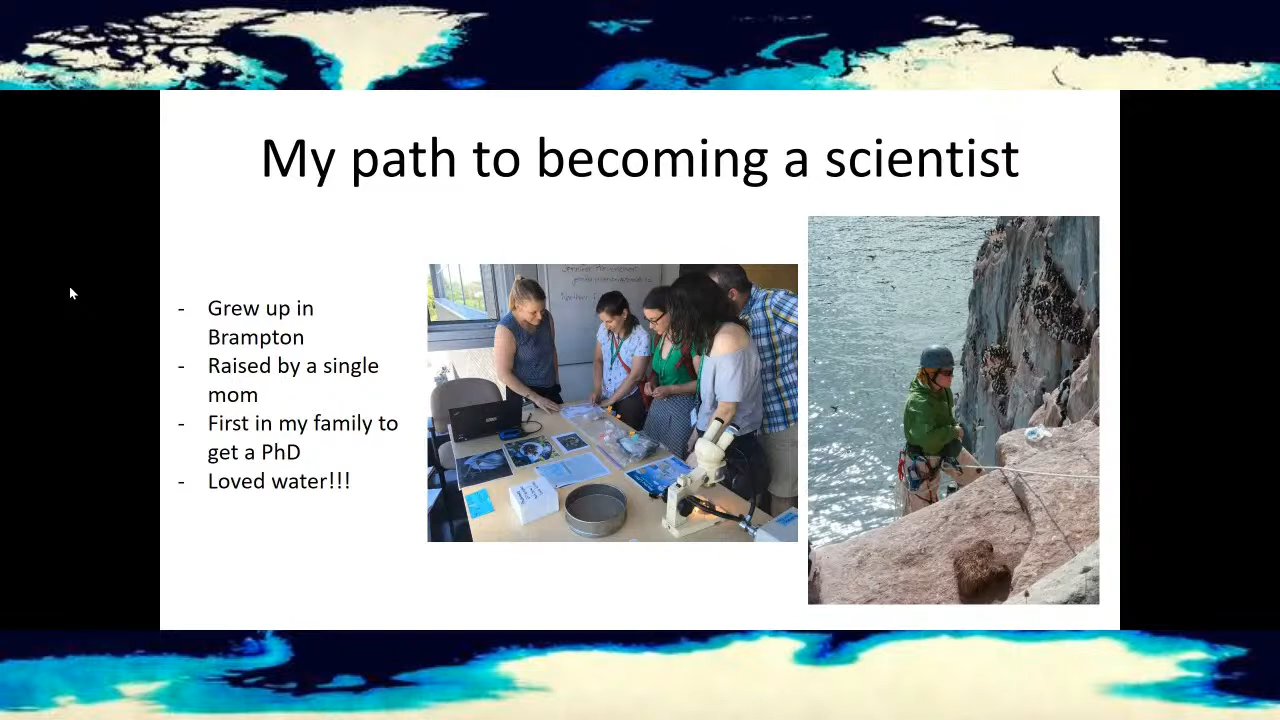 My path to becoming a scientist
- Grew up in
Brampton
- Raised by a single
mom
- First in my family to
get a PhD
- Loved water!!!